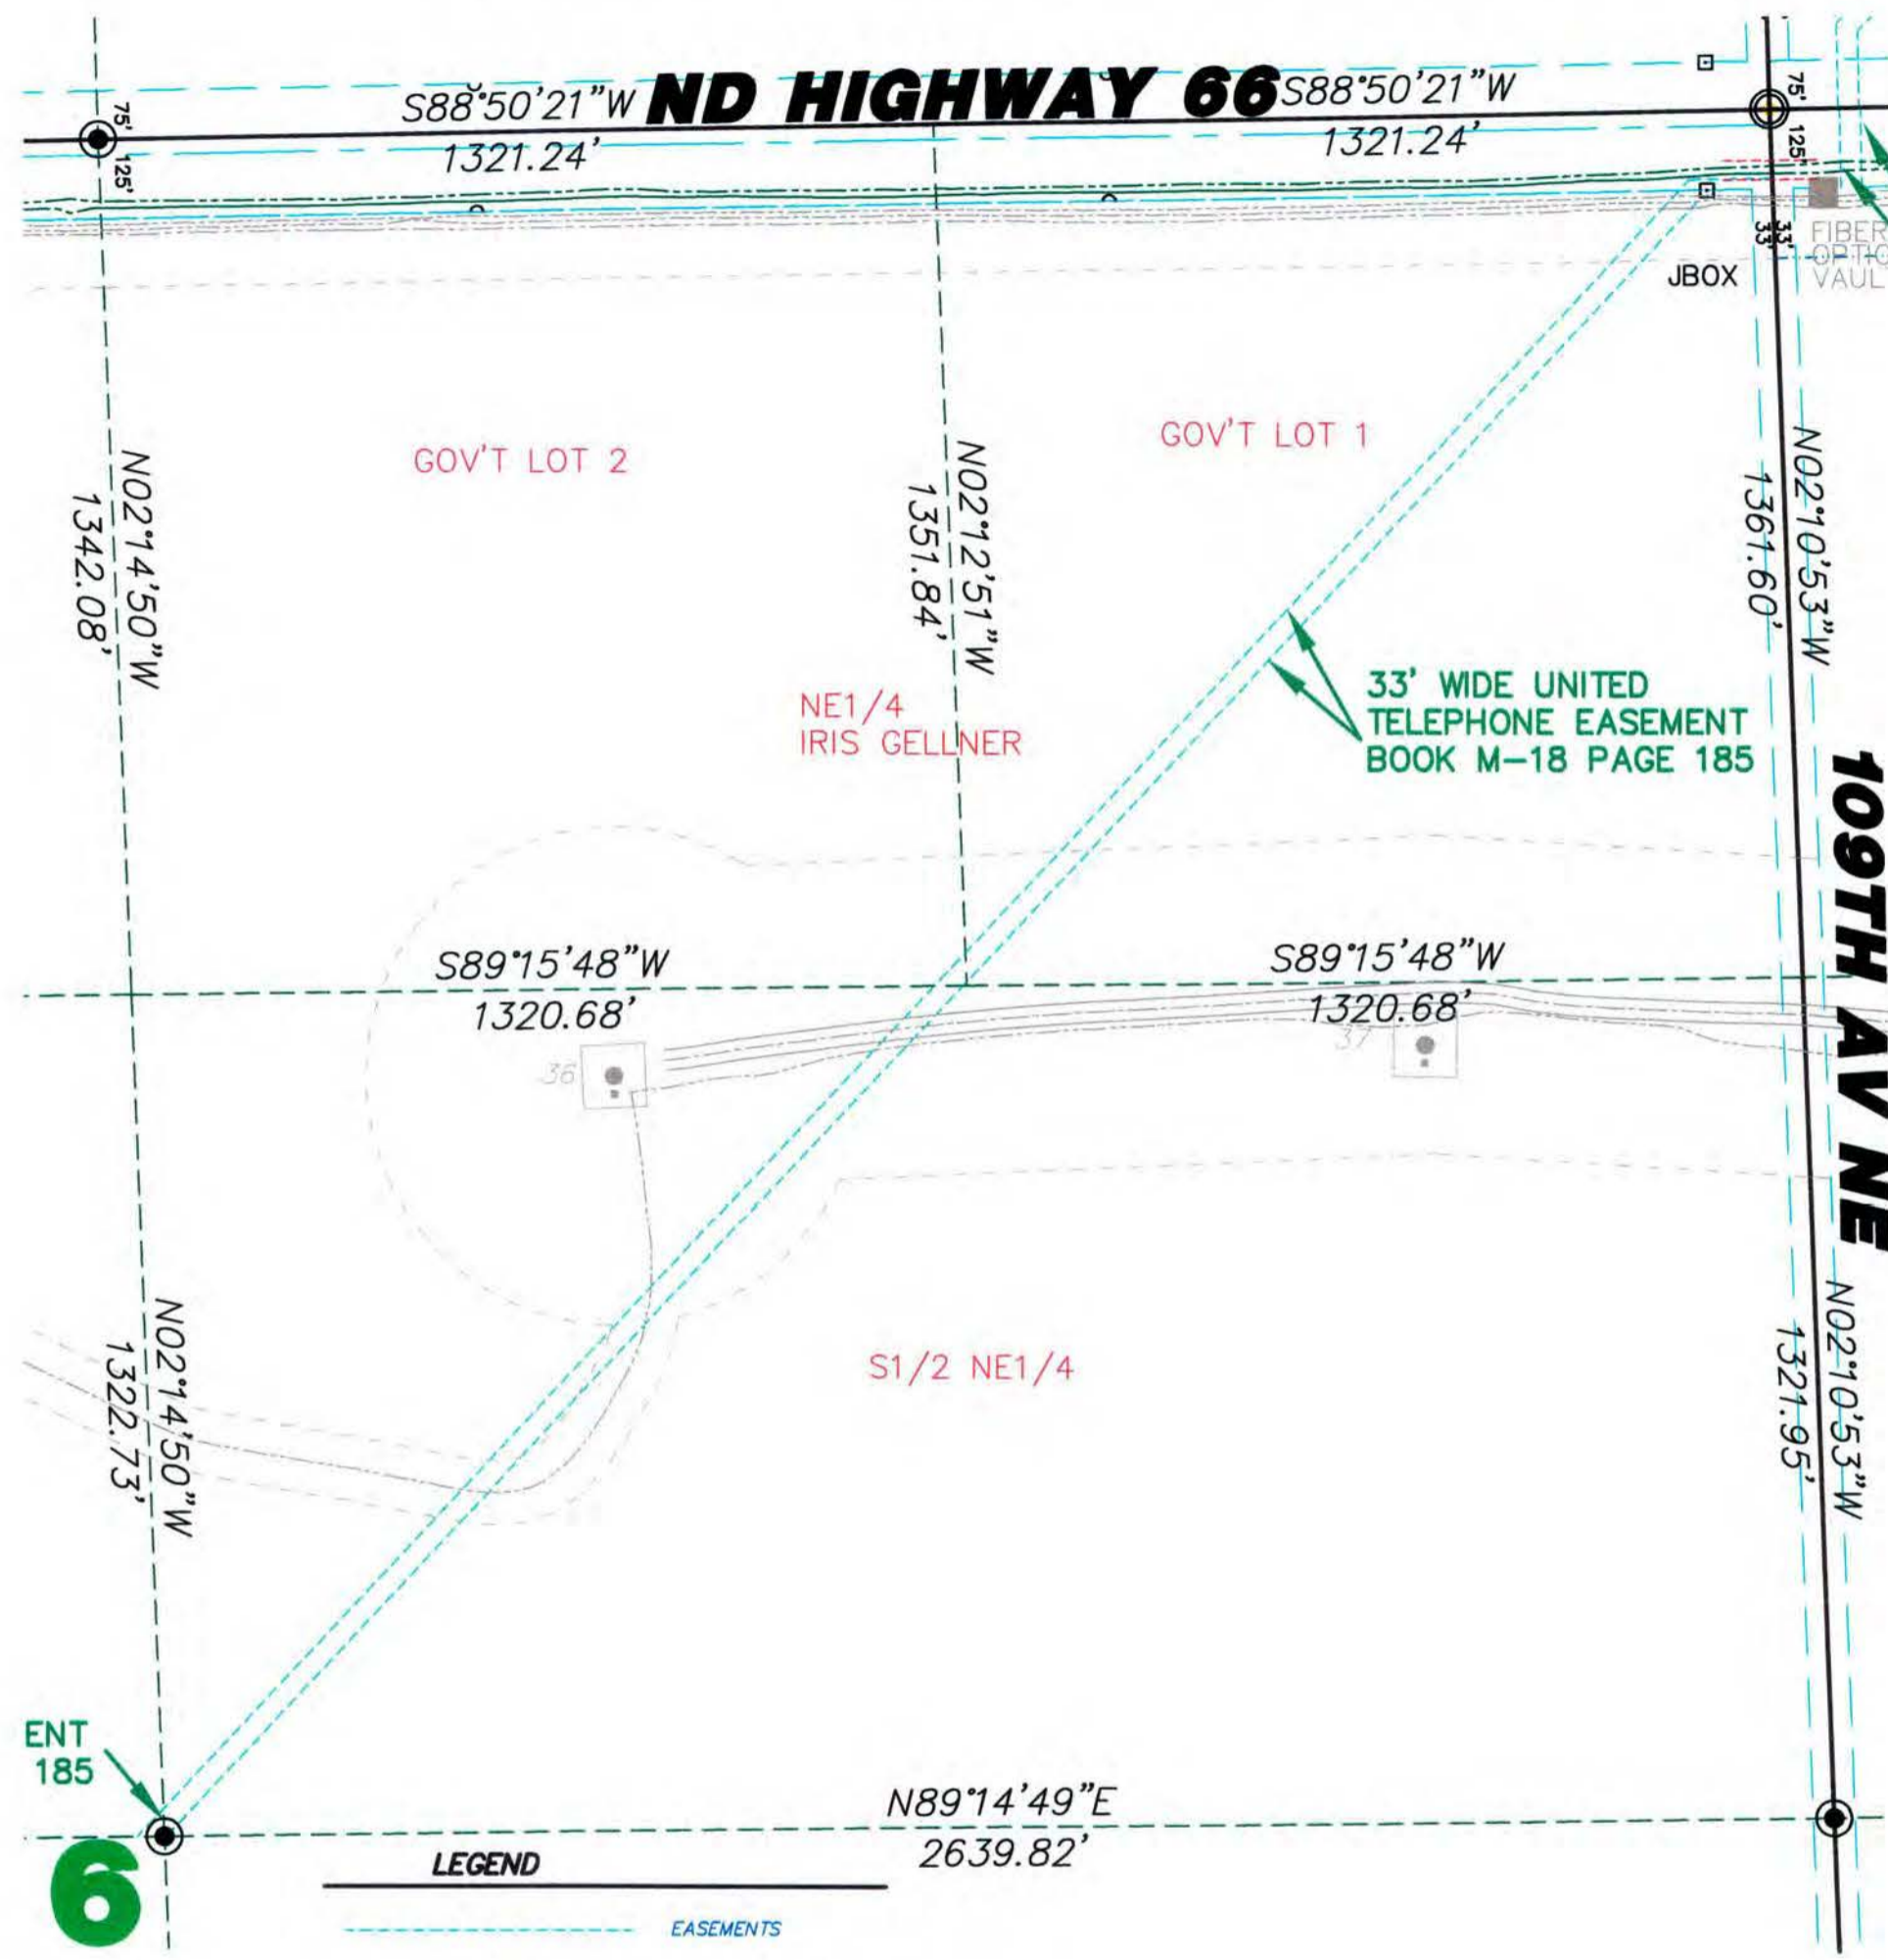 ND HIGHWAY 66
S88°50'21"W
1321.24'
S88°50'21"W
1321.24'
75'
125'
75'
125'
33'
33'
FIBER
OPTIC
JBOX
GOV'T LOT 2
GOV'T LOT 1
N02°14'50"W
1342.08'
N02°12'51"W
1351.84'
N02°10'53"W
1361.60'
NE1/4
IRIS GELLNER
33' WIDE UNITED
TELEPHONE EASEMENT
BOOK M-18 PAGE 185
109TH AV NE
S89°15'48"W
1320.68'
S89°15'48"W
1320.68'
36
37
S1/2 NE1/4
N02°14'50"W
1322.73'
N02°10'53"W
1321.95'
ENT
185
6
N89°14'49"E
2639.82'
LEGEND
EASEMENTS